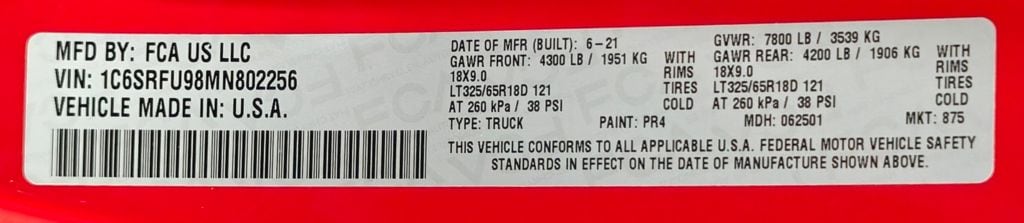 MFD BY: FCA US LLC
VIN: 1C6SRFU98MN802256
VEHICLE MADE IN: U.S.A.
DATE OF MFR (BUILT): 6-21
GAWR FRONT: 4300 LB / 1951 KG WITH
18X9.0 RIMS
LT325/65R18D 121 TIRES
AT 260 kPa / 38 PSI COLD
GVWR: 7800 LB / 3539 KG
GAWR REAR: 4200 LB / 1906 KG WITH
18X9.0 RIMS
LT325/65R18D 121 TIRES
AT 260 kPa / 38 PSI COLD
TYPE: TRUCK PAINT: PR4 MDH: 062501 MKT: 875
THIS VEHICLE CONFORMS TO ALL APPLICABLE U.S.A. FEDERAL MOTOR VEHICLE SAFETY
STANDARDS IN EFFECT ON THE DATE OF MANUFACTURE SHOWN ABOVE.